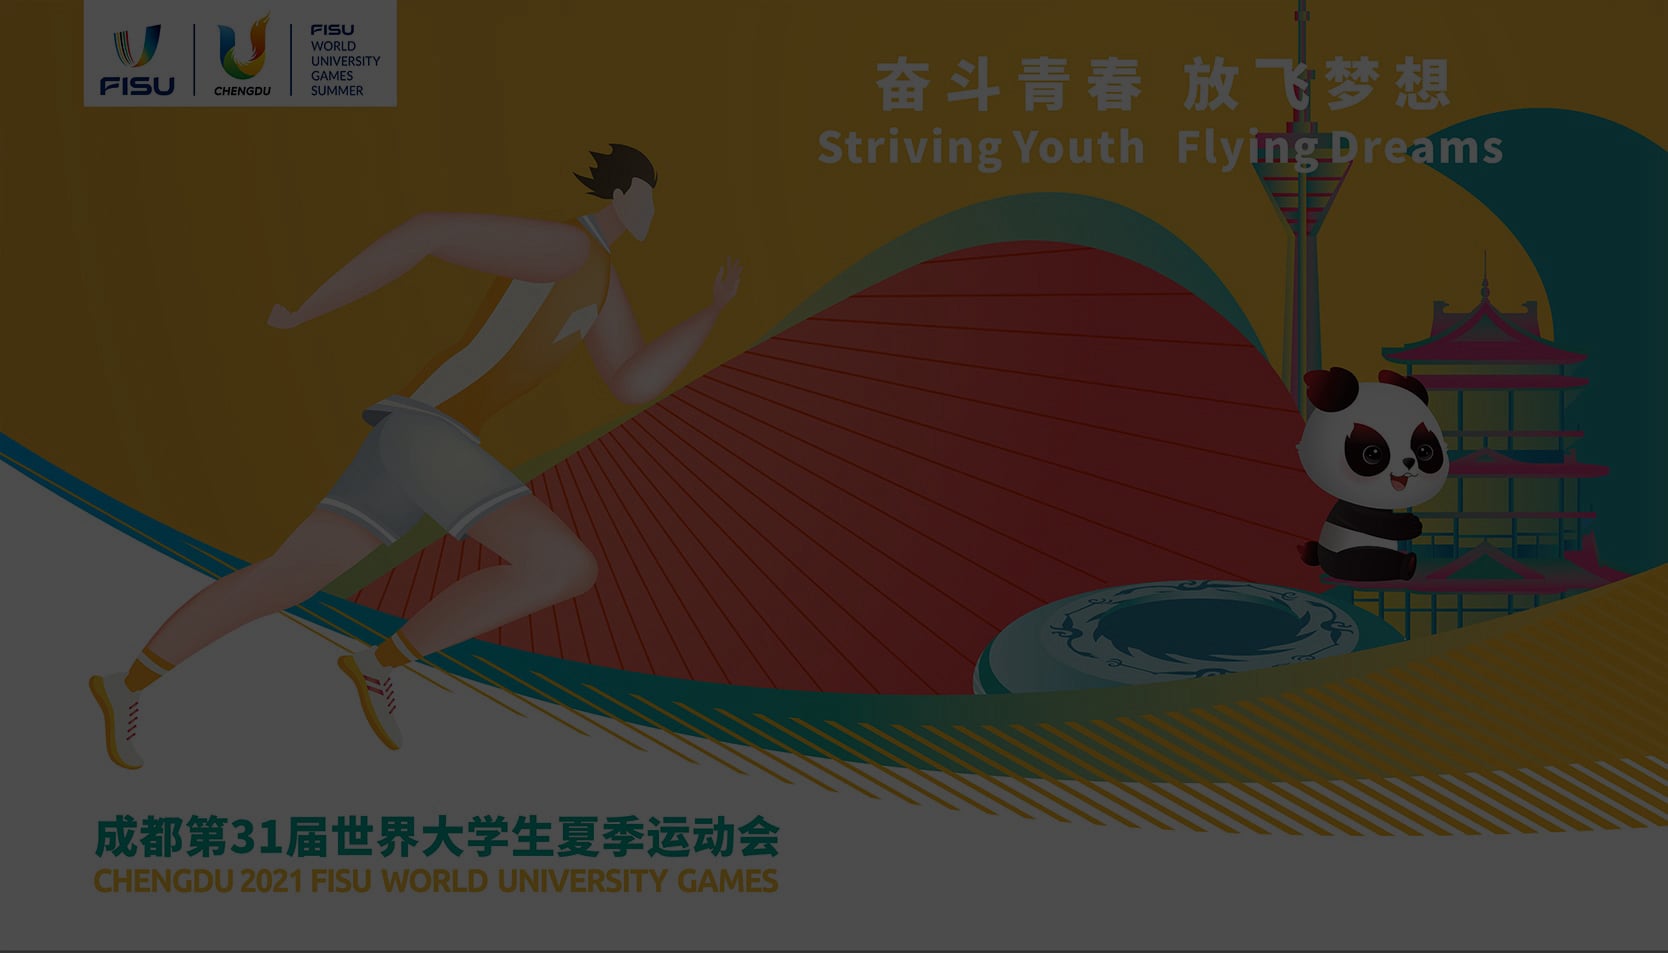 FISU
CHENGDU
FISU
WORLD
UNIVERSITY
GAMES
SUMMER
奋斗青春 放飞梦想
Striving Youth Flying Dreams
成都第31届世界大学生夏季运动会
CHENGDU 2021 FISU WORLD UNIVERSITY GAMES